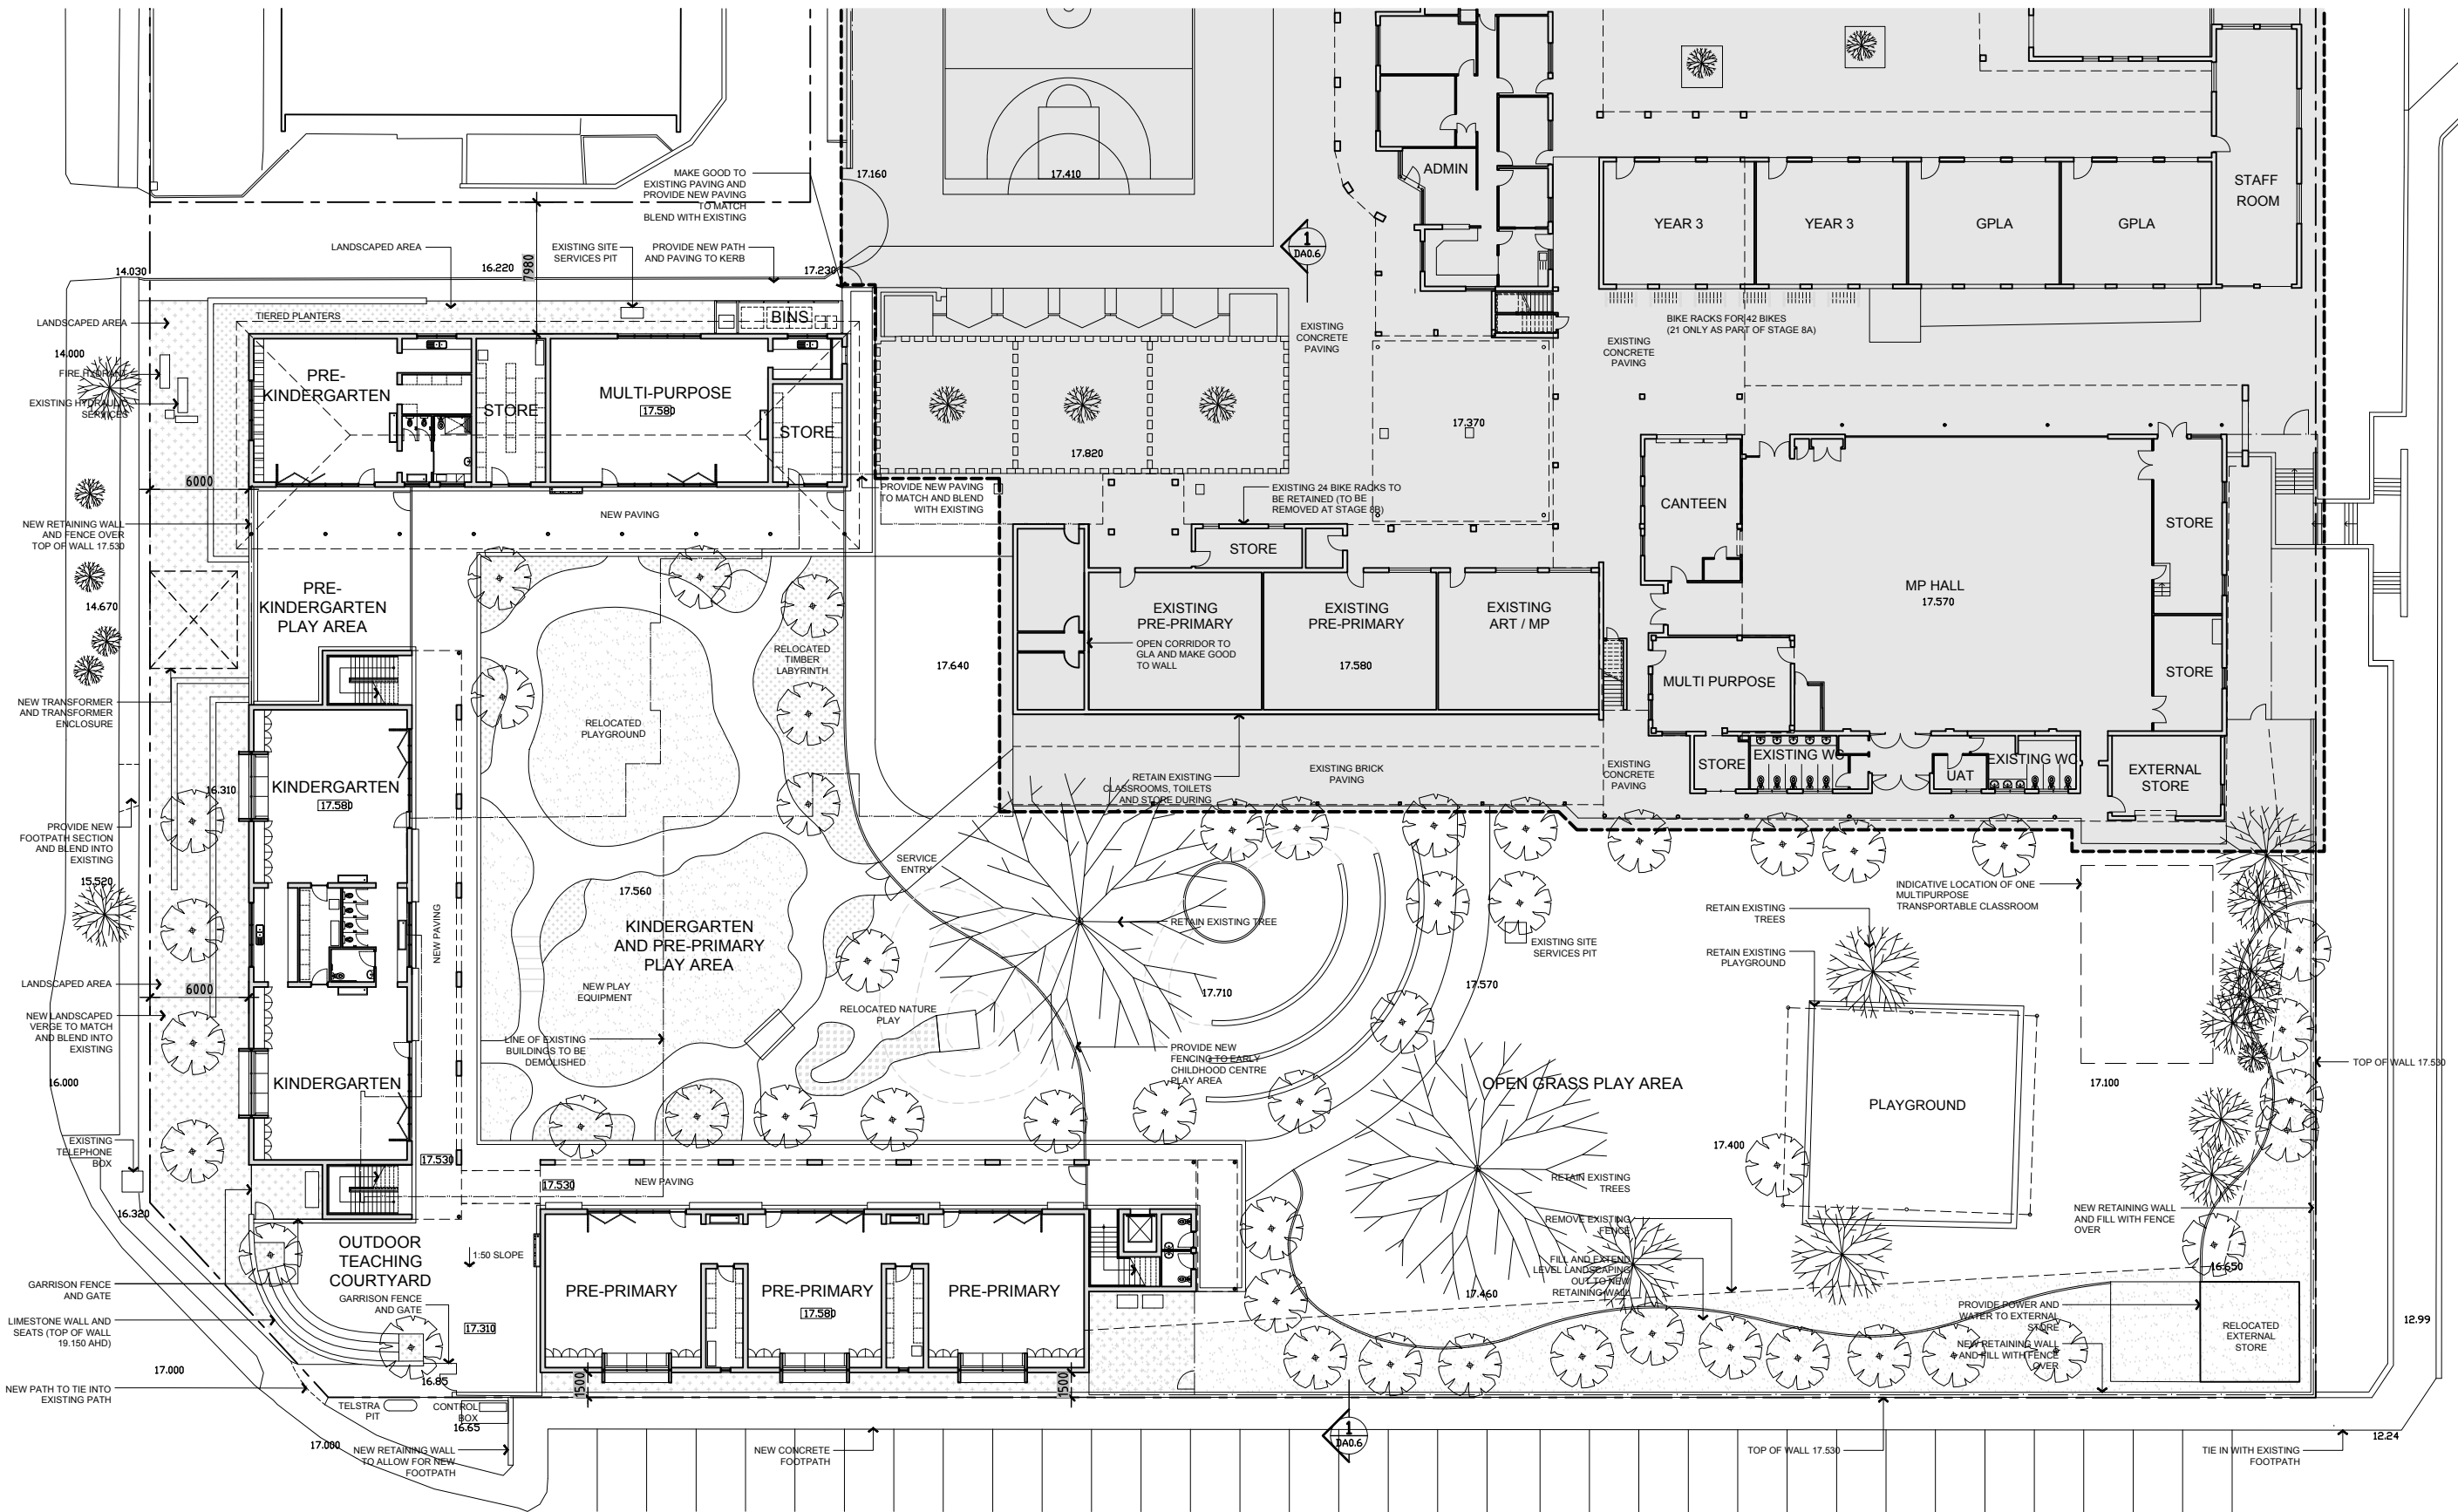 MAKE GOOD TO
EXISTING PAVING AND
PROVIDE NEW PAVING
TO MATCH
BLEND WITH EXISTING
17.160
17.410
ADMIN
YEAR 3
YEAR 3
GPLA
GPLA
STAFF
ROOM
LANDSCAPED AREA
EXISTING SITE
SERVICES PIT
PROVIDE NEW PATH
AND PAVING TO KERB
1
DA0.6
14.030
16.220
7980
17.230
LANDSCAPED AREA
TIERED PLANTERS
BINS
EXISTING
CONCRETE
PAVING
BIKE RACKS FOR 42 BIKES
(21 ONLY AS PART OF STAGE 8A)
EXISTING
CONCRETE
PAVING
14.000
FIRE HYDRANT
EXISTING HYDRAULIC
SERVICES
PRE-
KINDERGARTEN
STORE
MULTI-PURPOSE
17.580
STORE
17.820
17.370
6000
PROVIDE NEW PAVING
TO MATCH AND BLEND
WITH EXISTING
EXISTING 24 BIKE RACKS TO
BE RETAINED (TO BE
REMOVED AT STAGE 8B)
CANTEEN
STORE
NEW RETAINING WALL
AND FENCE OVER
TOP OF WALL 17.530
NEW PAVING
STORE
14.670
PRE-
KINDERGARTEN
PLAY AREA
RELOCATED
TIMBER
LABYRINTH
17.640
EXISTING
PRE-PRIMARY
OPEN CORRIDOR TO
GLA AND MAKE GOOD
TO WALL
EXISTING
PRE-PRIMARY
17.580
EXISTING
ART / MP
MP HALL
17.570
MULTI PURPOSE
STORE
NEW TRANSFORMER
AND TRANSFORMER
ENCLOSURE
RELOCATED
PLAYGROUND
KINDERGARTEN
17.580
16.310
RETAIN EXISTING
CLASSROOMS, TOILETS
AND STORE DURING
EXISTING BRICK
PAVING
EXISTING
CONCRETE
PAVING
STORE
EXISTING WC
UAT
EXISTING WC
EXTERNAL
STORE
PROVIDE NEW
FOOTPATH SECTION
AND BLEND INTO
EXISTING
15.520
SERVICE
ENTRY
17.560
KINDERGARTEN
AND PRE-PRIMARY
PLAY AREA
NEW PAVING
RETAIN EXISTING TREE
EXISTING SITE
SERVICES PIT
RETAIN EXISTING
TREES
RETAIN EXISTING
PLAYGROUND
INDICATIVE LOCATION OF ONE
MULTIPURPOSE
TRANSPORTABLE CLASSROOM
LANDSCAPED AREA
6000
NEW PLAY
EQUIPMENT
17.710
17.570
NEW LANDSCAPED
VERGE TO MATCH
AND BLEND INTO
EXISTING
RELOCATED NATURE
PLAY
LINE OF EXISTING
BUILDINGS TO BE
DEMOLISHED
PROVIDE NEW
FENCING TO EARLY
CHILDHOOD CENTRE
PLAY AREA
16.000
KINDERGARTEN
OPEN GRASS PLAY AREA
PLAYGROUND
17.100
TOP OF WALL 17.530
EXISTING
TELEPHONE
BOX
17.530
17.400
17.530
NEW PAVING
RETAIN EXISTING
TREES
16.320
OUTDOOR
TEACHING
COURTYARD
1:50 SLOPE
REMOVE EXISTING
FENCE
NEW RETAINING WALL
AND FILL WITH FENCE
OVER
GARRISON FENCE
AND GATE
GARRISON FENCE
AND GATE
PRE-PRIMARY
PRE-PRIMARY
17.580
PRE-PRIMARY
FILL AND EXTEND
LEVEL LANDSCAPING
OUT TO NEW
RETAINING WALL
17.460
16.650
LIMESTONE WALL AND
SEATS (TOP OF WALL
19.150 AHD)
17.310
PROVIDE POWER AND
WATER TO EXTERNAL
STORE
RELOCATED
EXTERNAL
STORE
12.99
NEW RETAINING WALL
AND FILL WITH FENCE
OVER
17.000
16.85
1500
1500
NEW PATH TO TIE INTO
EXISTING PATH
TELSTRA
PIT
CONTROL
BOX
16.65
17.000
NEW RETAINING WALL
TO ALLOW FOR NEW
FOOTPATH
NEW CONCRETE
FOOTPATH
1
DA0.6
TOP OF WALL 17.530
12.24
TIE IN WITH EXISTING
FOOTPATH